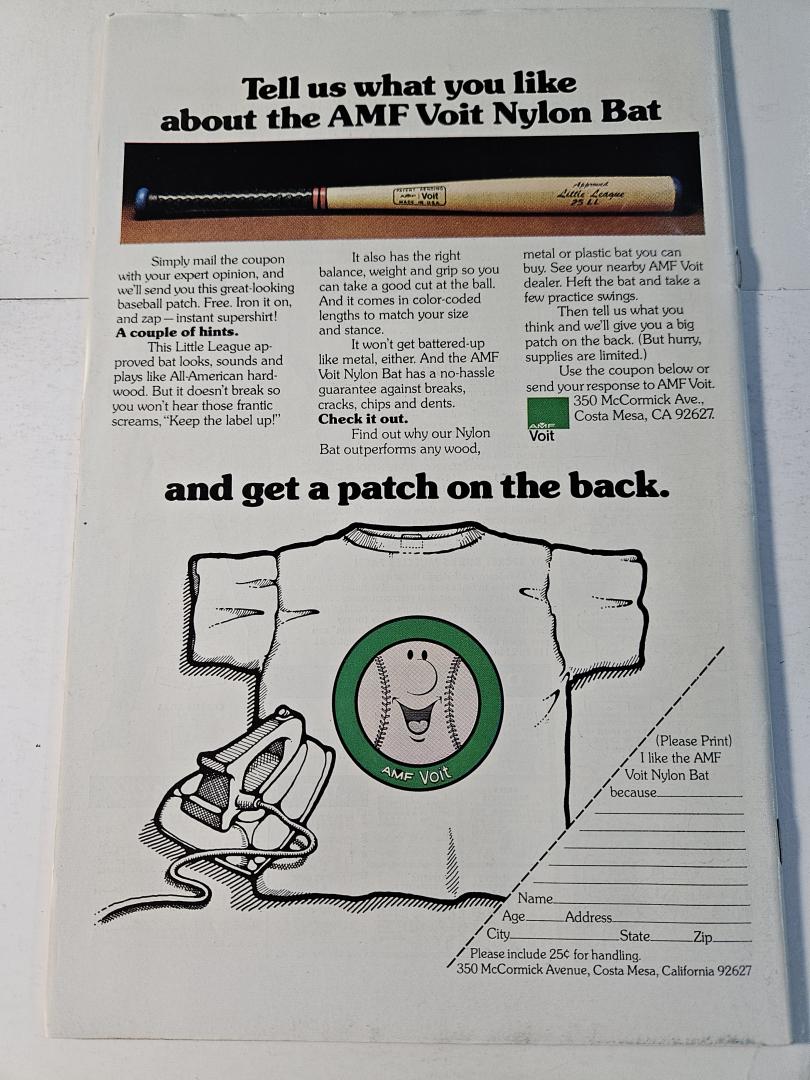 Tell us what you like
about the AMF Voit Nylon Bat
PATENT PENDING
AMF Voit
MADE IN U.S.A.
Approved
Little League
25 LL
Simply mail the coupon
with your expert opinion, and
we'll send you this great-looking
baseball patch. Free. Iron it on,
and zap — instant supershirt!
A couple of hints.
This Little League ap-
proved bat looks, sounds and
plays like All-American hard-
wood. But it doesn't break so
you won't hear those frantic
screams, "Keep the label up!"
It also has the right
balance, weight and grip so you
can take a good cut at the ball.
And it comes in color-coded
lengths to match your size
and stance.
It won't get battered-up
like metal, either. And the AMF
Voit Nylon Bat has a no-hassle
guarantee against breaks,
cracks, chips and dents.
Check it out.
Find out why our Nylon
Bat outperforms any wood,
metal or plastic bat you can
buy. See your nearby AMF Voit
dealer. Heft the bat and take a
few practice swings.
Then tell us what you
think and we'll give you a big
patch on the back. (But hurry,
supplies are limited.)
Use the coupon below or
send your response to AMF Voit.
350 McCormick Ave.,
Costa Mesa, CA 92627.
AMF
Voit
and get a patch on the back.
AMF Voit
(Please Print)
I like the AMF
Voit Nylon Bat
because
Name
Age Address
City State Zip
Please include 25¢ for handling.
350 McCormick Avenue, Costa Mesa, California 92627